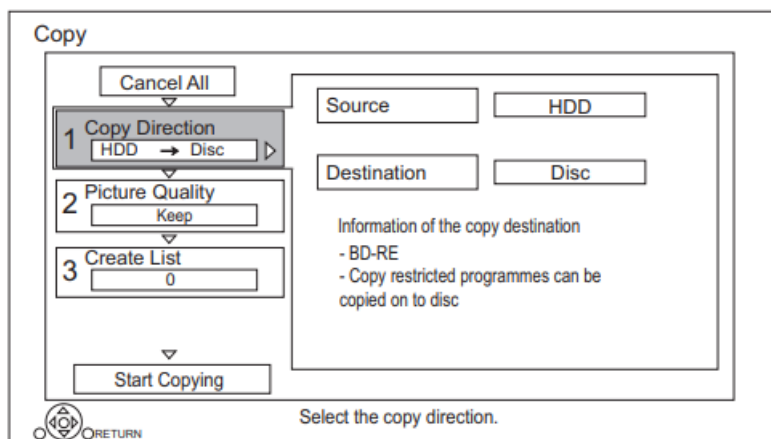 Copy
Cancel All
1 Copy Direction
HDD → Disc
2 Picture Quality
Keep
3 Create List
0
Start Copying
Source HDD
Destination Disc
Information of the copy destination
- BD-RE
- Copy restricted programmes can be
copied on to disc
Select the copy direction.
RETURN